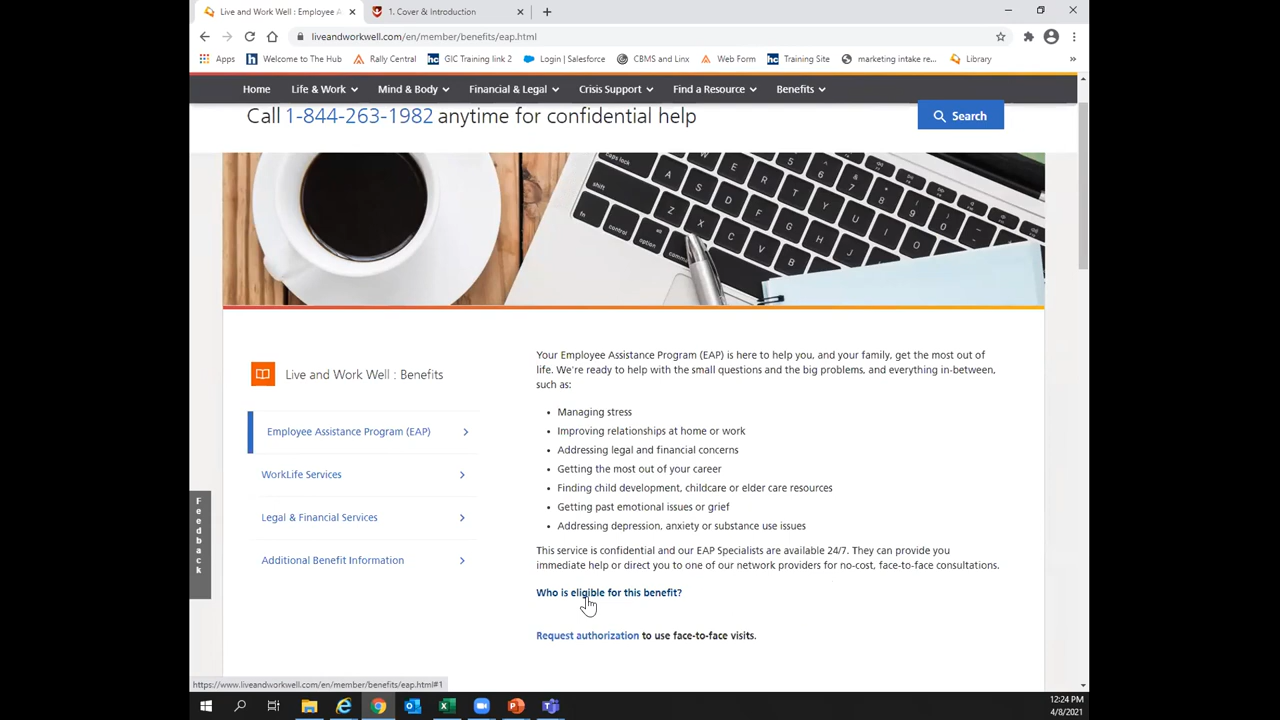 Live and Work Well : Employee A
1. Cover & Introduction
liveandworkwell.com/en/member/benefits/eap.html
Apps
Welcome to The Hub
Rally Central
GIC Training link 2
Login | Salesforce
CBMS and Linx
Web Form
Training Site
marketing intake re...
Library
Home
Life & Work
Mind & Body
Financial & Legal
Crisis Support
Find a Resource
Benefits
Call 1-844-263-1982 anytime for confidential help
Search
Live and Work Well : Benefits
Employee Assistance Program (EAP)
WorkLife Services
Legal & Financial Services
Additional Benefit Information
Feedback
Your Employee Assistance Program (EAP) is here to help you, and your family, get the most out of
life. We're ready to help with the small questions and the big problems, and everything in-between,
such as:
• Managing stress
• Improving relationships at home or work
• Addressing legal and financial concerns
• Getting the most out of your career
• Finding child development, childcare or elder care resources
• Getting past emotional issues or grief
• Addressing depression, anxiety or substance use issues
This service is confidential and our EAP Specialists are available 24/7. They can provide you
immediate help or direct you to one of our network providers for no-cost, face-to-face consultations.
Who is eligible for this benefit?
Request authorization to use face-to-face visits.
https://www.liveandworkwell.com/en/member/benefits/eap.html#1
12:24 PM
4/8/2021